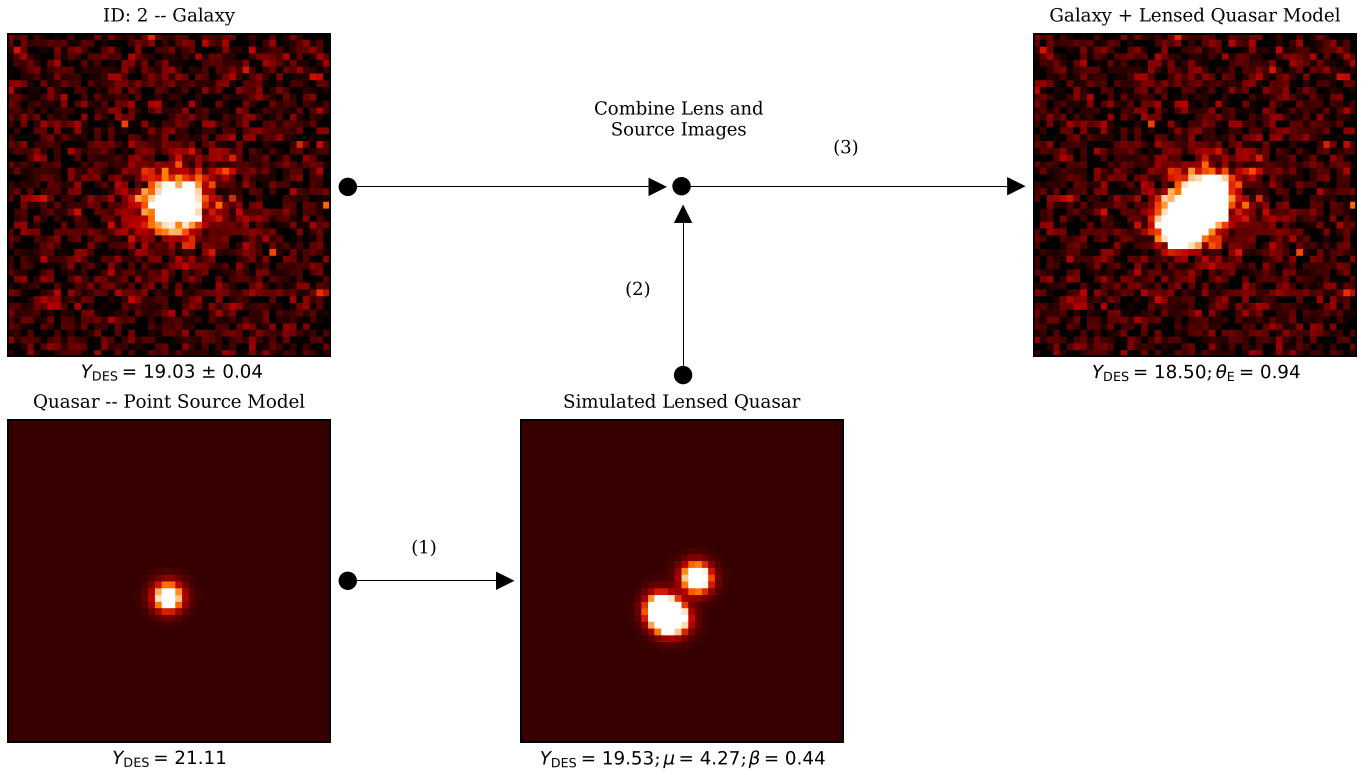 ID: 2 -- Galaxy
Galaxy + Lensed Quasar Model
Combine Lens and
Source Images
(3)
(2)
Y_DES = 19.03 ± 0.04
Y_DES = 18.50; θ_E = 0.94
Quasar -- Point Source Model
Simulated Lensed Quasar
(1)
Y_DES = 21.11
Y_DES = 19.53; μ = 4.27; β = 0.44